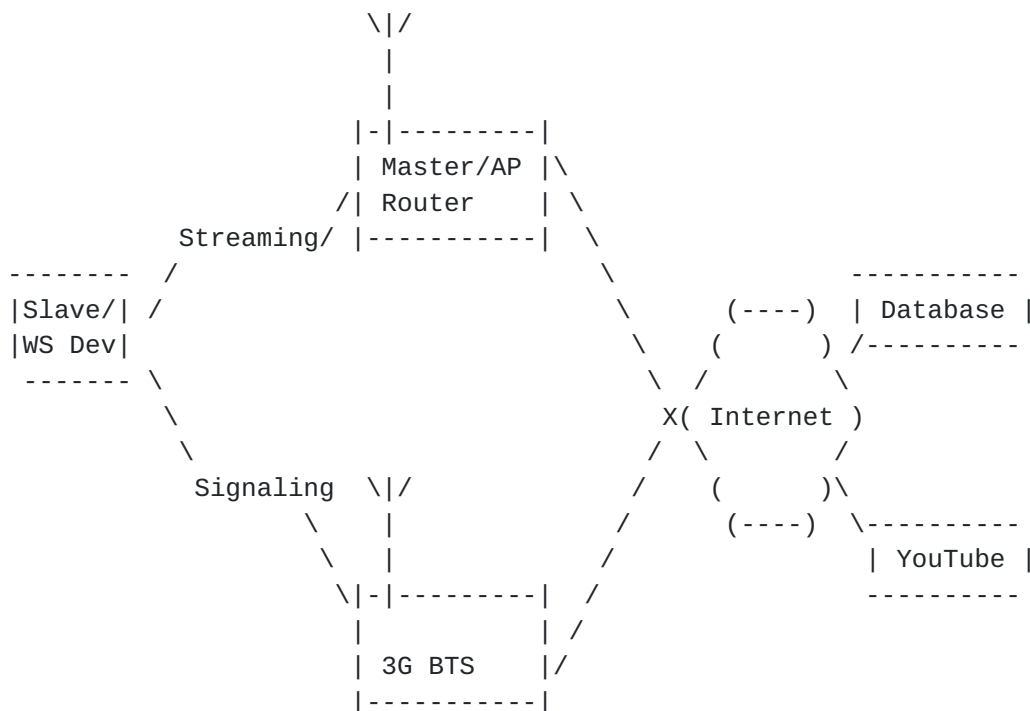 Master/AP
Router
Streaming
Slave/
WS Dev
Database
Internet
Signaling
YouTube
3G BTS